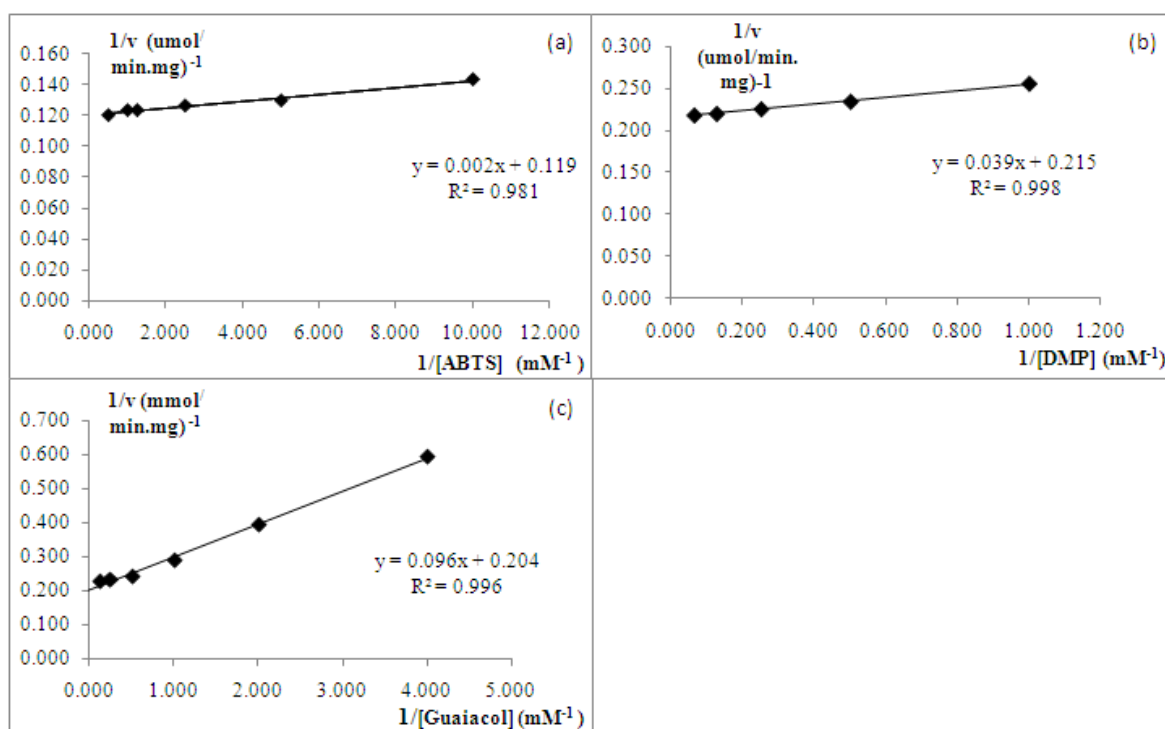 1/v (umol/
min.mg)-1
(a)
0.160
0.140
0.120
0.100
0.080
0.060
0.040
0.020
0.000
y = 0.002x + 0.119
R² = 0.981
0.000 2.000 4.000 6.000 8.000 10.000 12.000
1/[ABTS] (mM-1)
1/v
(umol/min.
mg)-1
(b)
0.300
0.250
0.200
0.150
0.100
0.050
0.000
y = 0.039x + 0.215
R² = 0.998
0.000 0.200 0.400 0.600 0.800 1.000 1.200
1/[DMP] (mM-1)
1/v (mmol/
min.mg)-1
(c)
0.700
0.600
0.500
0.400
0.300
0.200
0.100
0.000
y = 0.096x + 0.204
R² = 0.996
0.000 1.000 2.000 3.000 4.000 5.000
1/[Guaiacol] (mM-1)